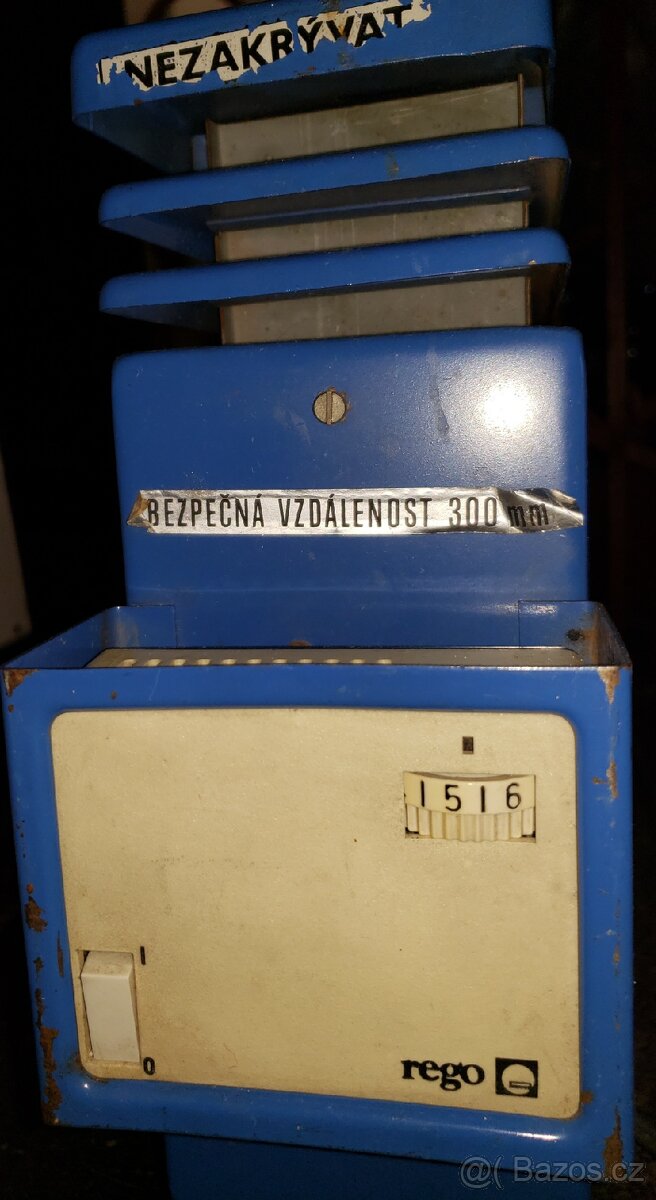 NEZAKRÝVAT
BEZPEČNÁ VZDÁLENOST 300 mm
1516
I
0
rego
@( Bazos.cz